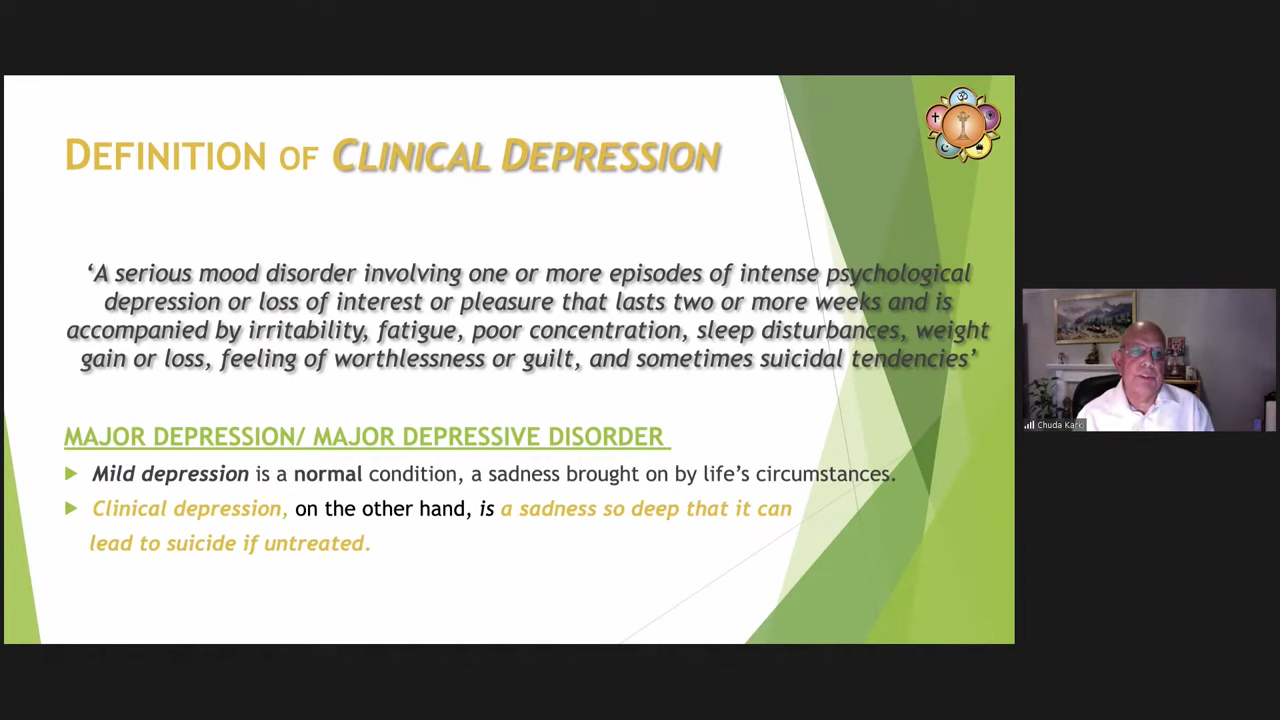 DEFINITION OF CLINICAL DEPRESSION
‘A serious mood disorder involving one or more episodes of intense psychological
depression or loss of interest or pleasure that lasts two or more weeks and is
accompanied by irritability, fatigue, poor concentration, sleep disturbances, weight
gain or loss, feeling of worthlessness or guilt, and sometimes suicidal tendencies’
MAJOR DEPRESSION/ MAJOR DEPRESSIVE DISORDER
Mild depression is a normal condition, a sadness brought on by life’s circumstances.
Clinical depression, on the other hand, is a sadness so deep that it can
lead to suicide if untreated.
Chuda Karki